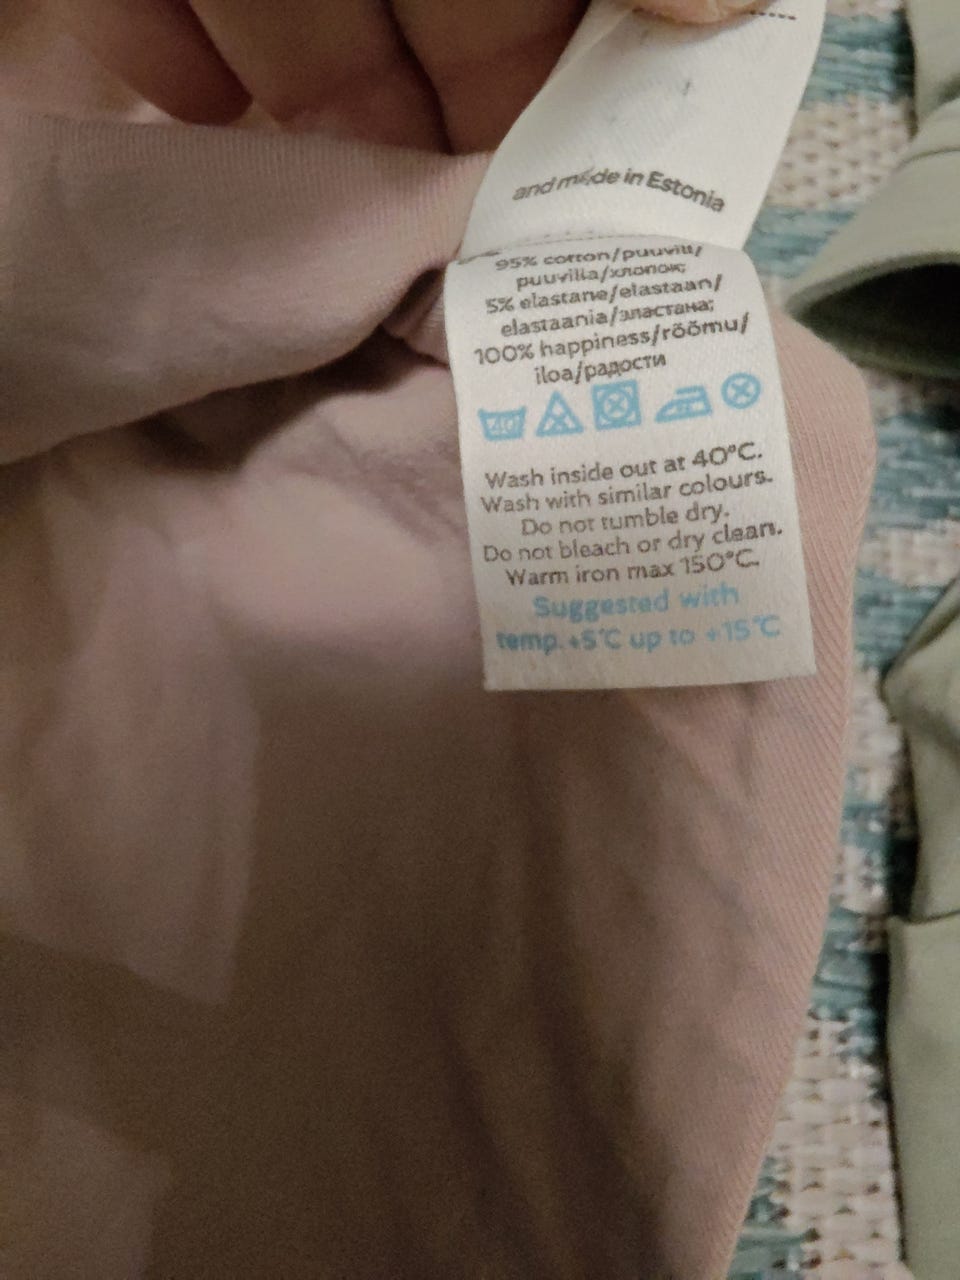 and made in Estonia
95% cotton/puuvill/
puuvilla/хлопок;
5% elastane/elastaan/
elastaania/эластана;
100% happiness/rõõmu/
iloa/радости
40
Wash inside out at 40°C.
Wash with similar colours.
Do not tumble dry.
Do not bleach or dry clean.
Warm iron max 150°C.
Suggested with
temp.+5°C up to +15°C